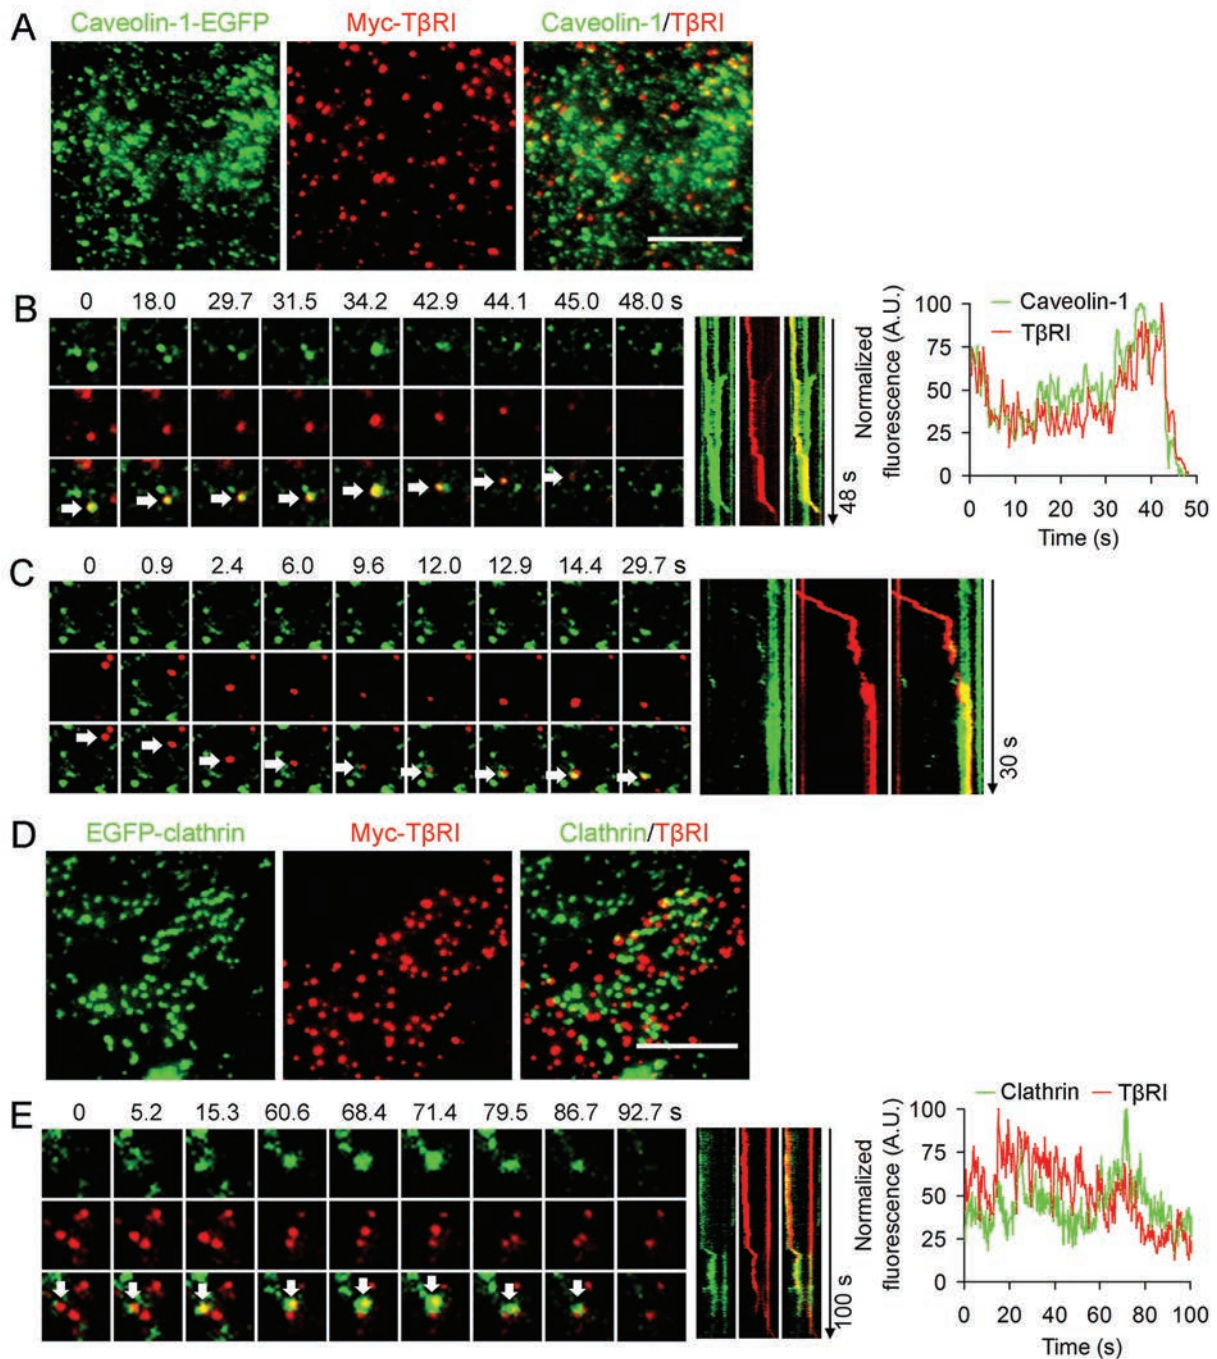 A
Caveolin-1-EGFP Myc-TβRI Caveolin-1/TβRI
B
0 18.0 29.7 31.5 34.2 42.9 44.1 45.0 48.0 s
48 s
Normalized
fluorescence (A.U.)
Caveolin-1
TβRI
100
75
50
25
0
0 10 20 30 40 50
Time (s)
C
0 0.9 2.4 6.0 9.6 12.0 12.9 14.4 29.7 s
30 s
D
EGFP-clathrin Myc-TβRI Clathrin/TβRI
E
0 5.2 15.3 60.6 68.4 71.4 79.5 86.7 92.7 s
100 s
Normalized
fluorescence (A.U.)
Clathrin TβRI
100
75
50
25
0
0 20 40 60 80 100
Time (s)